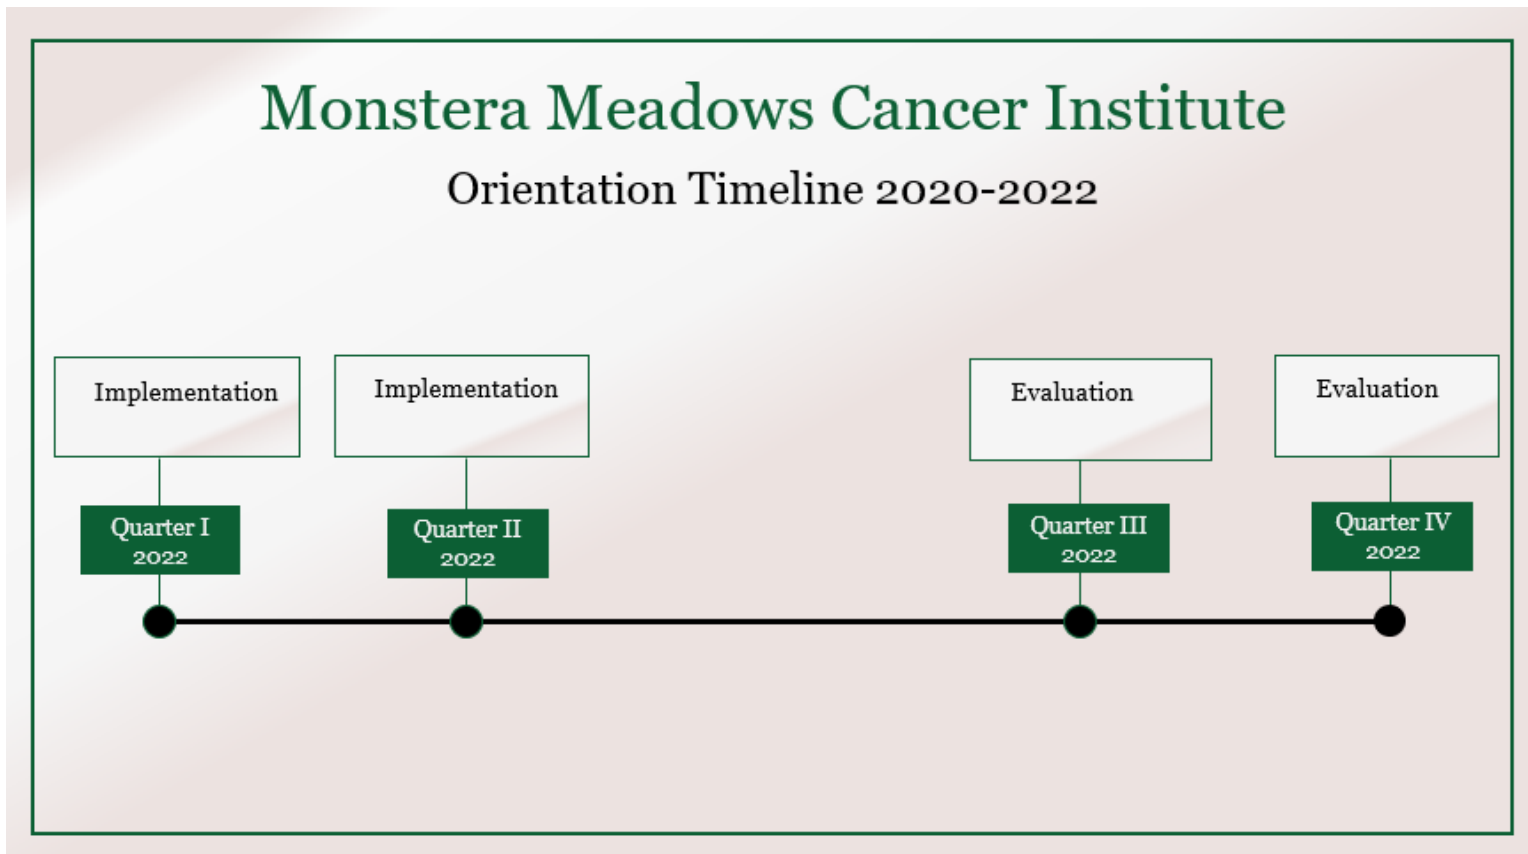 Monstera Meadows Cancer Institute
Orientation Timeline 2020-2022
Implementation
Implementation
Evaluation
Evaluation
Quarter I
2022
Quarter II
2022
Quarter III
2022
Quarter IV
2022